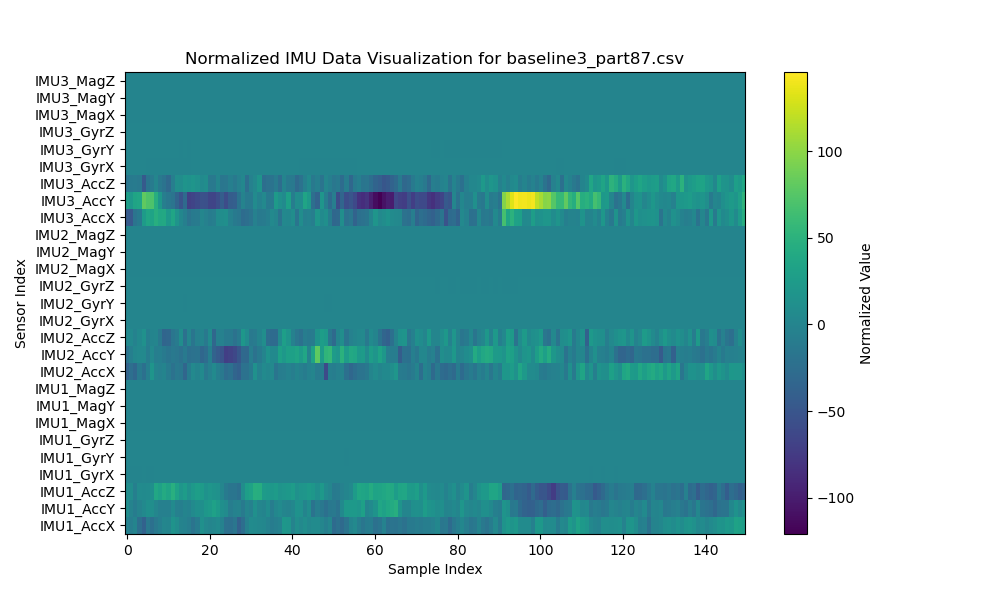 Normalized IMU Data Visualization for baseline3_part87.csv
IMU3_MagZ
IMU3_MagY
IMU3_MagX
IMU3_GyrZ
IMU3_GyrY
IMU3_GyrX
IMU3_AccZ
IMU3_AccY
IMU3_AccX
IMU2_MagZ
IMU2_MagY
IMU2_MagX
IMU2_GyrZ
IMU2_GyrY
IMU2_GyrX
IMU2_AccZ
IMU2_AccY
IMU2_AccX
IMU1_MagZ
IMU1_MagY
IMU1_MagX
IMU1_GyrZ
IMU1_GyrY
IMU1_GyrX
IMU1_AccZ
IMU1_AccY
IMU1_AccX
Sensor Index
0 20 40 60 80 100 120 140
Sample Index
100
50
0
−50
−100
Normalized Value